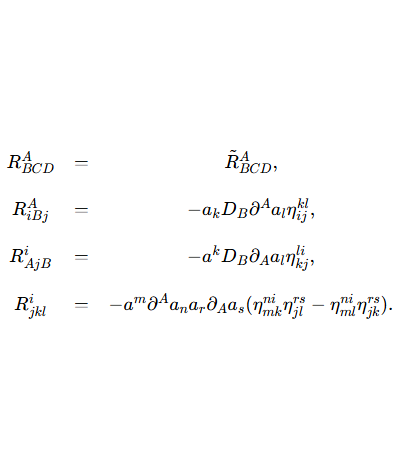 $R^A_{BCD} = \tilde{R}^A_{BCD},$
$R^A_{iBj} = -a_k D_B \partial^A a_l \eta^{kl}_{ij},$
$R^i_{AjB} = -a^k D_B \partial_A a_l \eta^{li}_{kj},$
$R^i_{jkl} = -a^m \partial^A a_n a_r \partial_A a_s (\eta^{ni}_{mk} \eta^{rs}_{jl} - \eta^{ni}_{ml} \eta^{rs}_{jk}).$